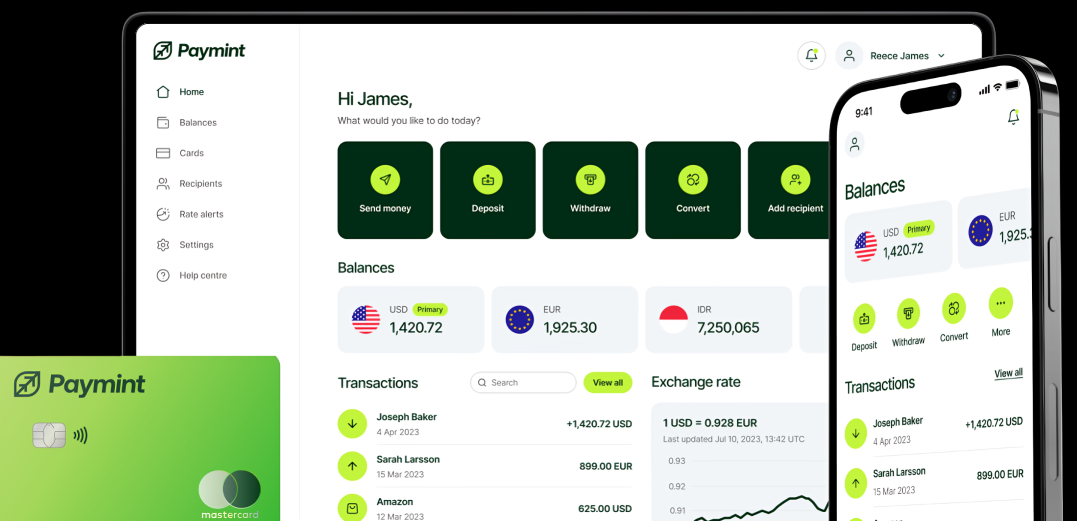 Paymint
Reece James
Home
Balances
Cards
Recipients
Rate alerts
Settings
Help centre
Hi James,
What would you like to do today?
Send money
Deposit
Withdraw
Convert
Add recipient
Balances
USD Primary
1,420.72
EUR
1,925.30
IDR
7,250,065
Transactions
Search
View all
Joseph Baker
4 Apr 2023
+1,420.72 USD
Sarah Larsson
15 Mar 2023
899.00 EUR
Amazon
12 Mar 2023
625.00 USD
Exchange rate
1 USD = 0.928 EUR
Last updated Jul 10, 2023, 13:42 UTC
0.93
0.92
0.91
Paymint
mastercard
9:41
Balances
USD Primary
1,420.72
EUR
1,925.3
Deposit
Withdraw
Convert
More
Transactions
View all
Joseph Baker
4 Apr 2023
+1,420.72 USD
Sarah Larsson
15 Mar 2023
899.00 EUR